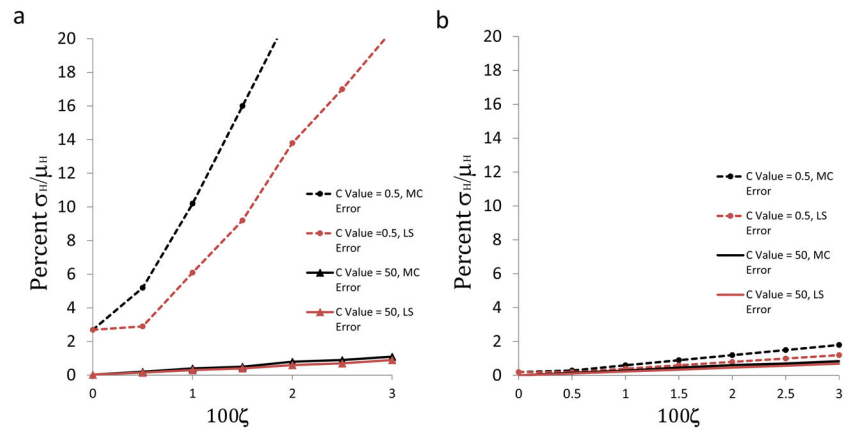 a
20
18
16
14
12
10
8
6
4
2
0
Percent σH/μH
0
1
2
3
100ζ
C Value = 0.5, MC
Error
C Value =0.5, LS
Error
C Value = 50, MC
Error
C Value = 50, LS
Error
b
20
18
16
14
12
10
8
6
4
2
0
Percent σH/μH
0
0.5
1
1.5
2
2.5
3
100ζ
C Value = 0.5, MC
Error
C Value = 0.5, LS
Error
C Value = 50, MC
Error
C Value = 50, LS
Error